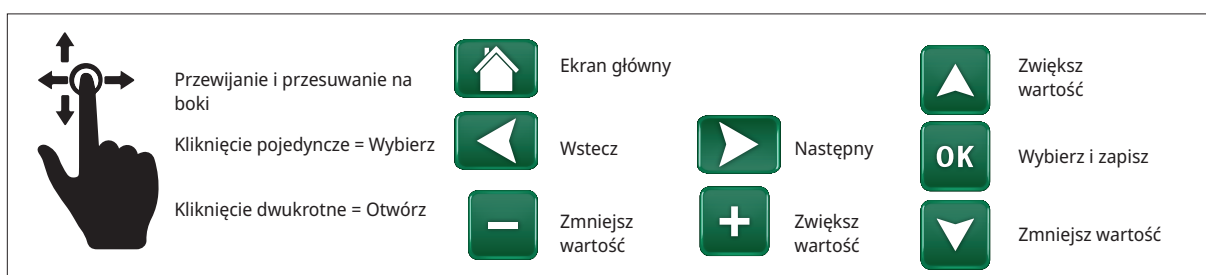 Przewijanie i przesuwanie na
boki
Kliknięcie pojedyncze = Wybierz
Kliknięcie dwukrotne = Otwórz
Ekran główny
Wstecz
Zmniejsz
wartość
Następny
Zwiększ
wartość
Zwiększ
wartość
OK
Wybierz i zapisz
Zmniejsz wartość